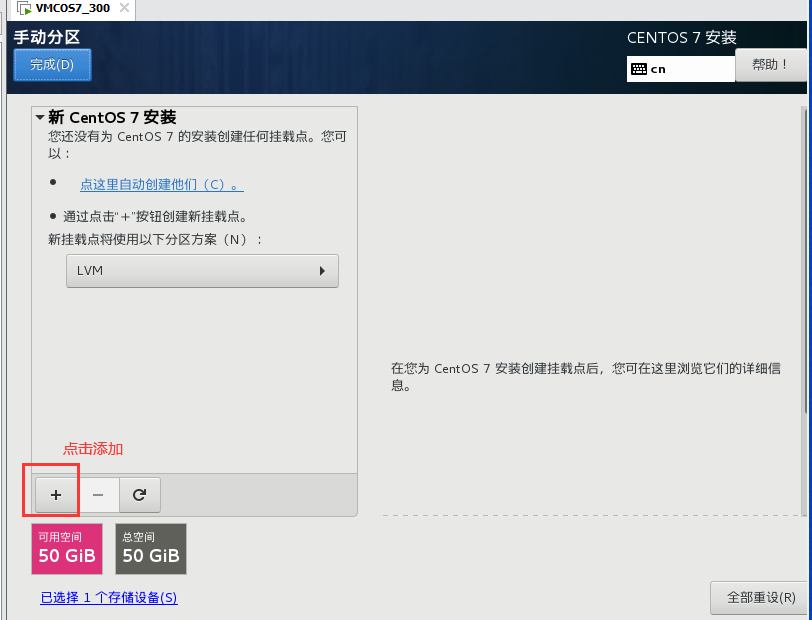 VMCOS7_300
手动分区
完成(D)
CENTOS 7 安装
cn
帮助！
新 CentOS 7 安装
您还没有为 CentOS 7 的安装创建任何挂载点。您可
以：
点这里自动创建他们（C）。
通过点击"+"按钮创建新挂载点。
新挂载点将使用以下分区方案（N）：
LVM
在您为 CentOS 7 安装创建挂载点后，您可在这里浏览它们的详细信
息。
点击添加
+
−
可用空间
50 GiB
总空间
50 GiB
已选择 1 个存储设备(S)
全部重设(R)